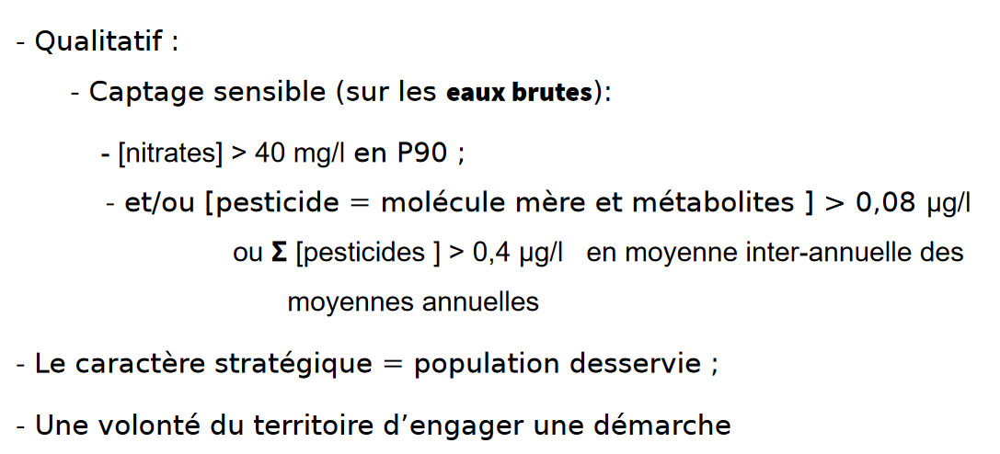 - Qualitatif :
- Captage sensible (sur les eaux brutes):
- [nitrates] > 40 mg/l en P90 ;
- et/ou [pesticide = molécule mère et métabolites ] > 0,08 µg/l
ou Σ [pesticides ] > 0,4 µg/l en moyenne inter-annuelle des
moyennes annuelles
- Le caractère stratégique = population desservie ;
- Une volonté du territoire d’engager une démarche